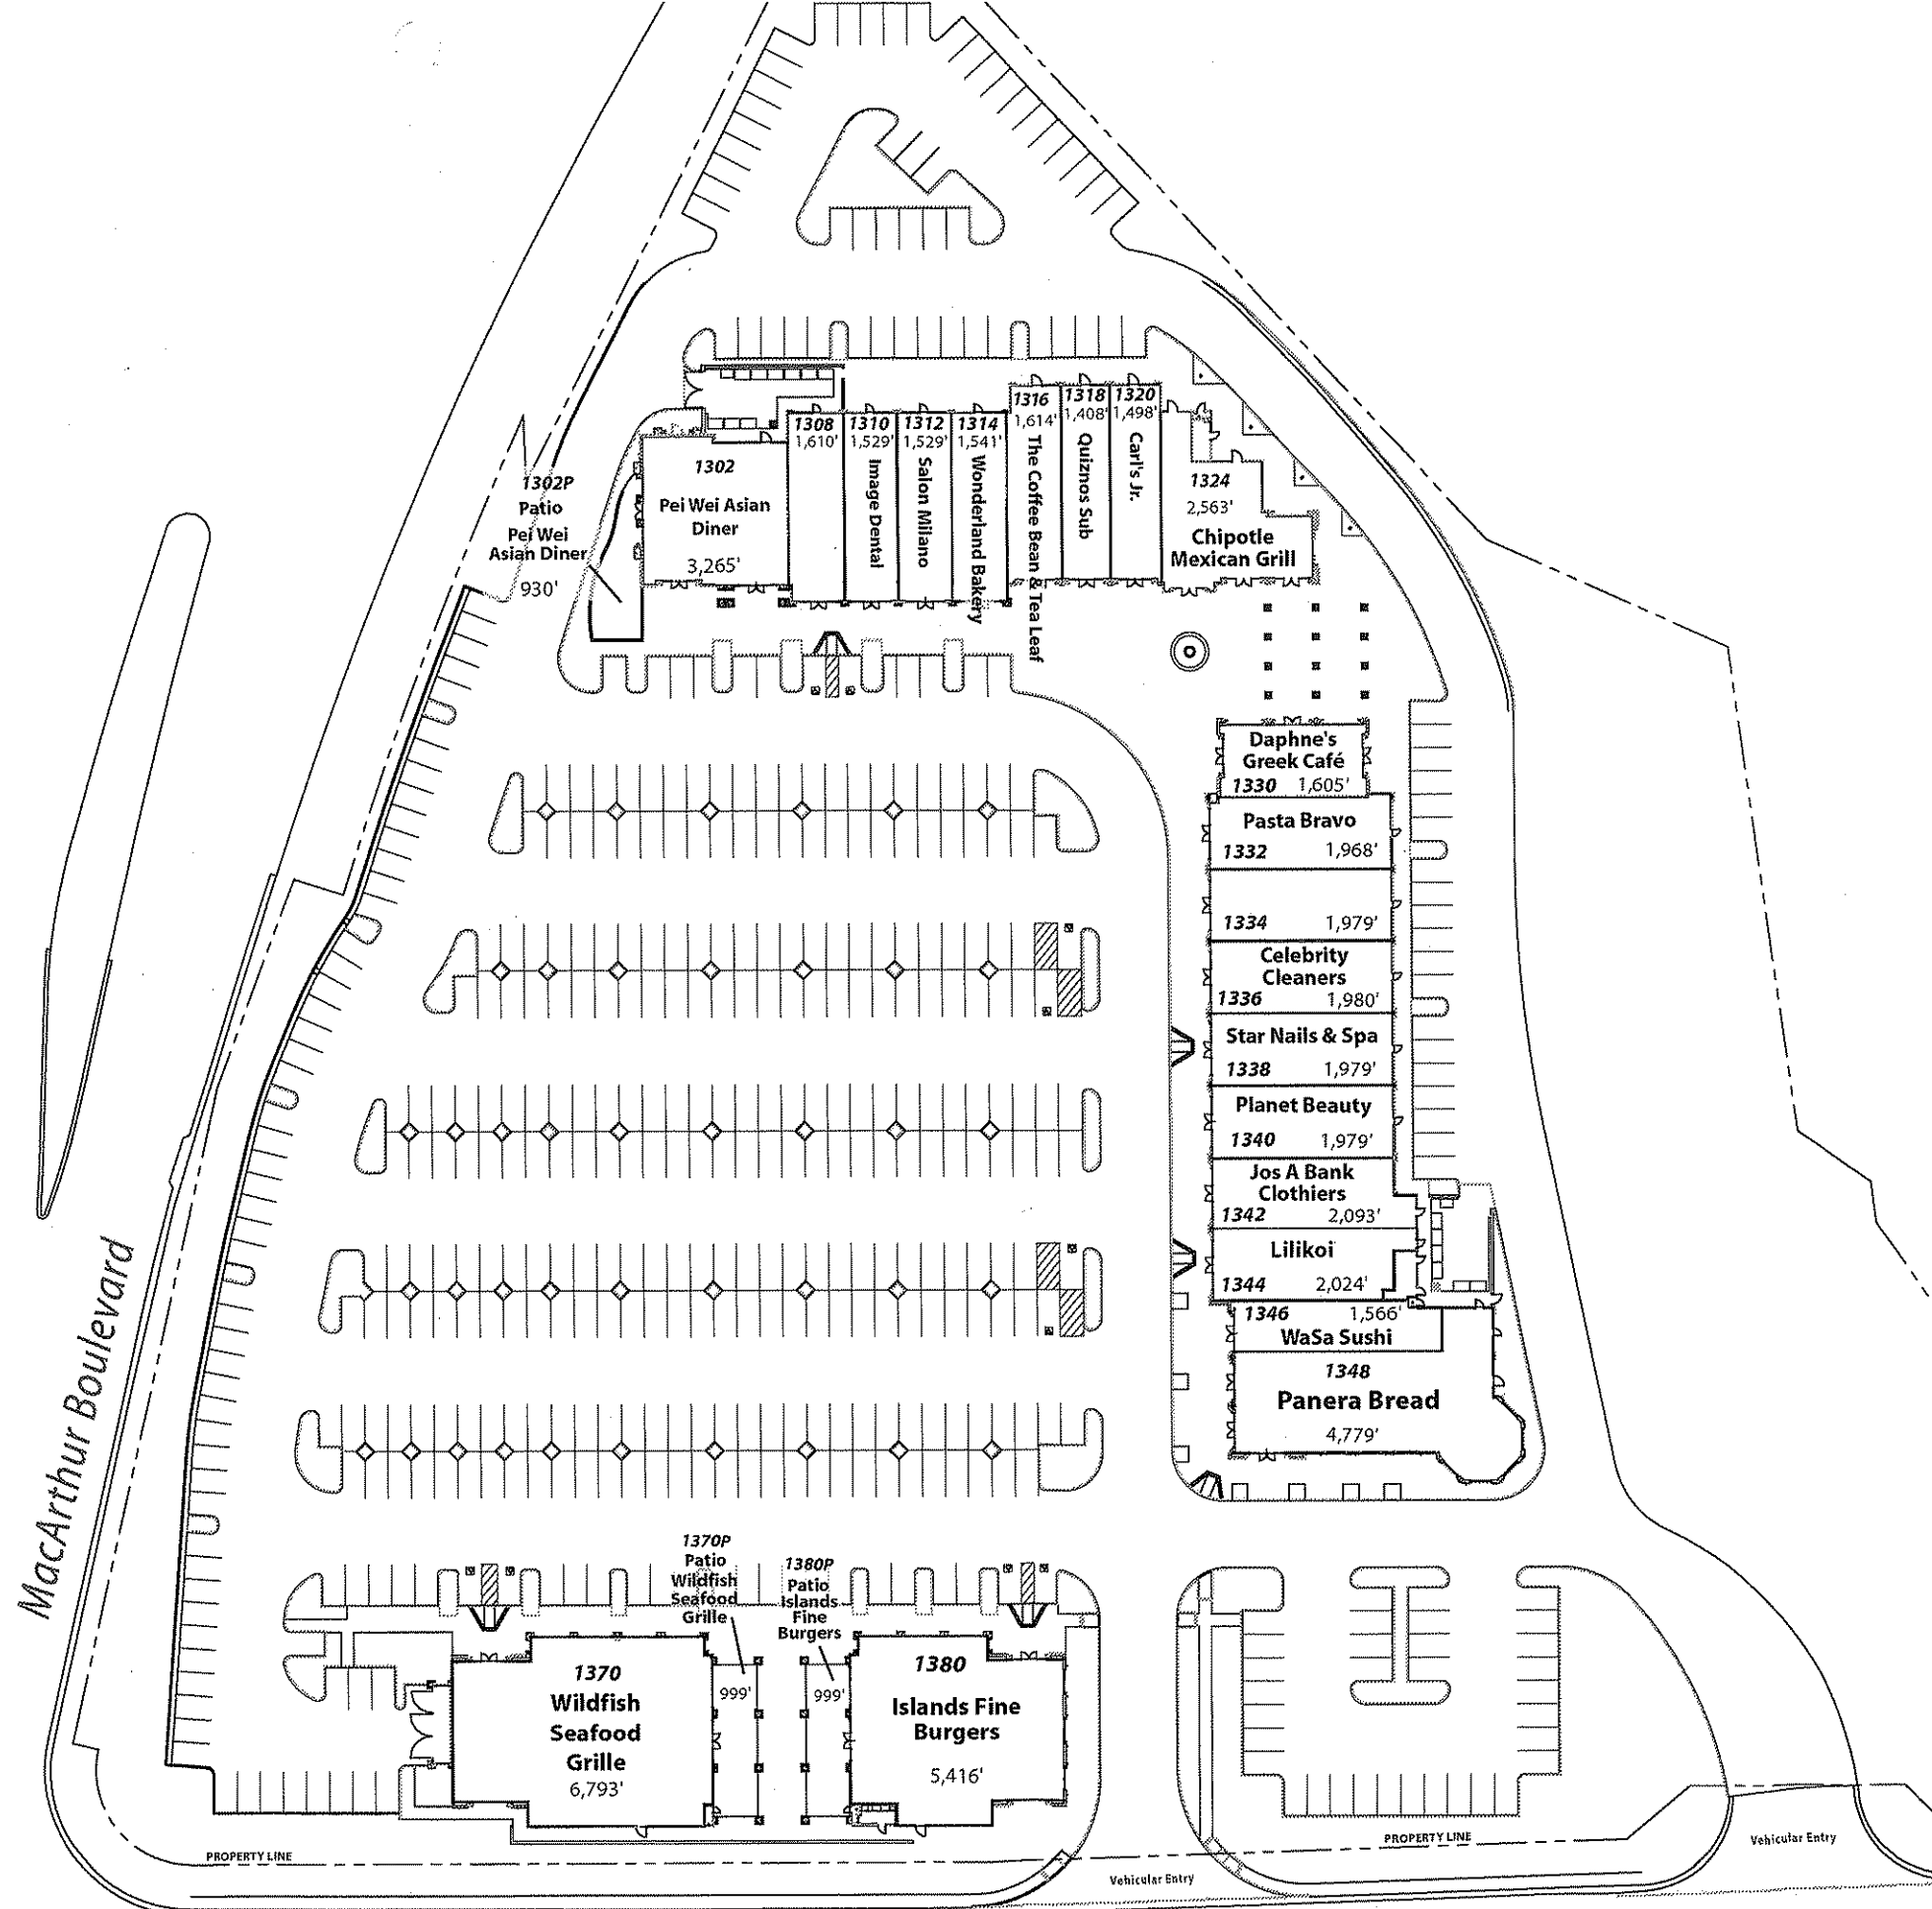 1302P
Patio
Pei Wei
Asian Diner
930'
1302
Pei Wei Asian
Diner
3,265'
1308
1,610'
1310
1,529'
Image Dental
1312
1,529'
Salon Milano
1314
1,541'
Wonderland Bakery
1316
1,614'
The Coffee Bean & Tea Leaf
1318
1,408'
Quiznos Sub
1320
1,498'
Carl's Jr.
1324
2,563'
Chipotle
Mexican Grill
Daphne's
Greek Café
1330 1,605'
Pasta Bravo
1332 1,968'
1334 1,979'
Celebrity
Cleaners
1336 1,980'
Star Nails & Spa
1338 1,979'
Planet Beauty
1340 1,979'
Jos A Bank
Clothiers
1342 2,093'
Lilikoi
1344 2,024'
1346 1,566'
WaSa Sushi
1348
Panera Bread
4,779'
MacArthur Boulevard
1370P
Patio
Wildfish
Seafood
Grille
999'
1380P
Patio
Islands
Fine
Burgers
999'
1370
Wildfish
Seafood
Grille
6,793'
1380
Islands Fine
Burgers
5,416'
PROPERTY LINE
PROPERTY LINE
Vehicular Entry
Vehicular Entry